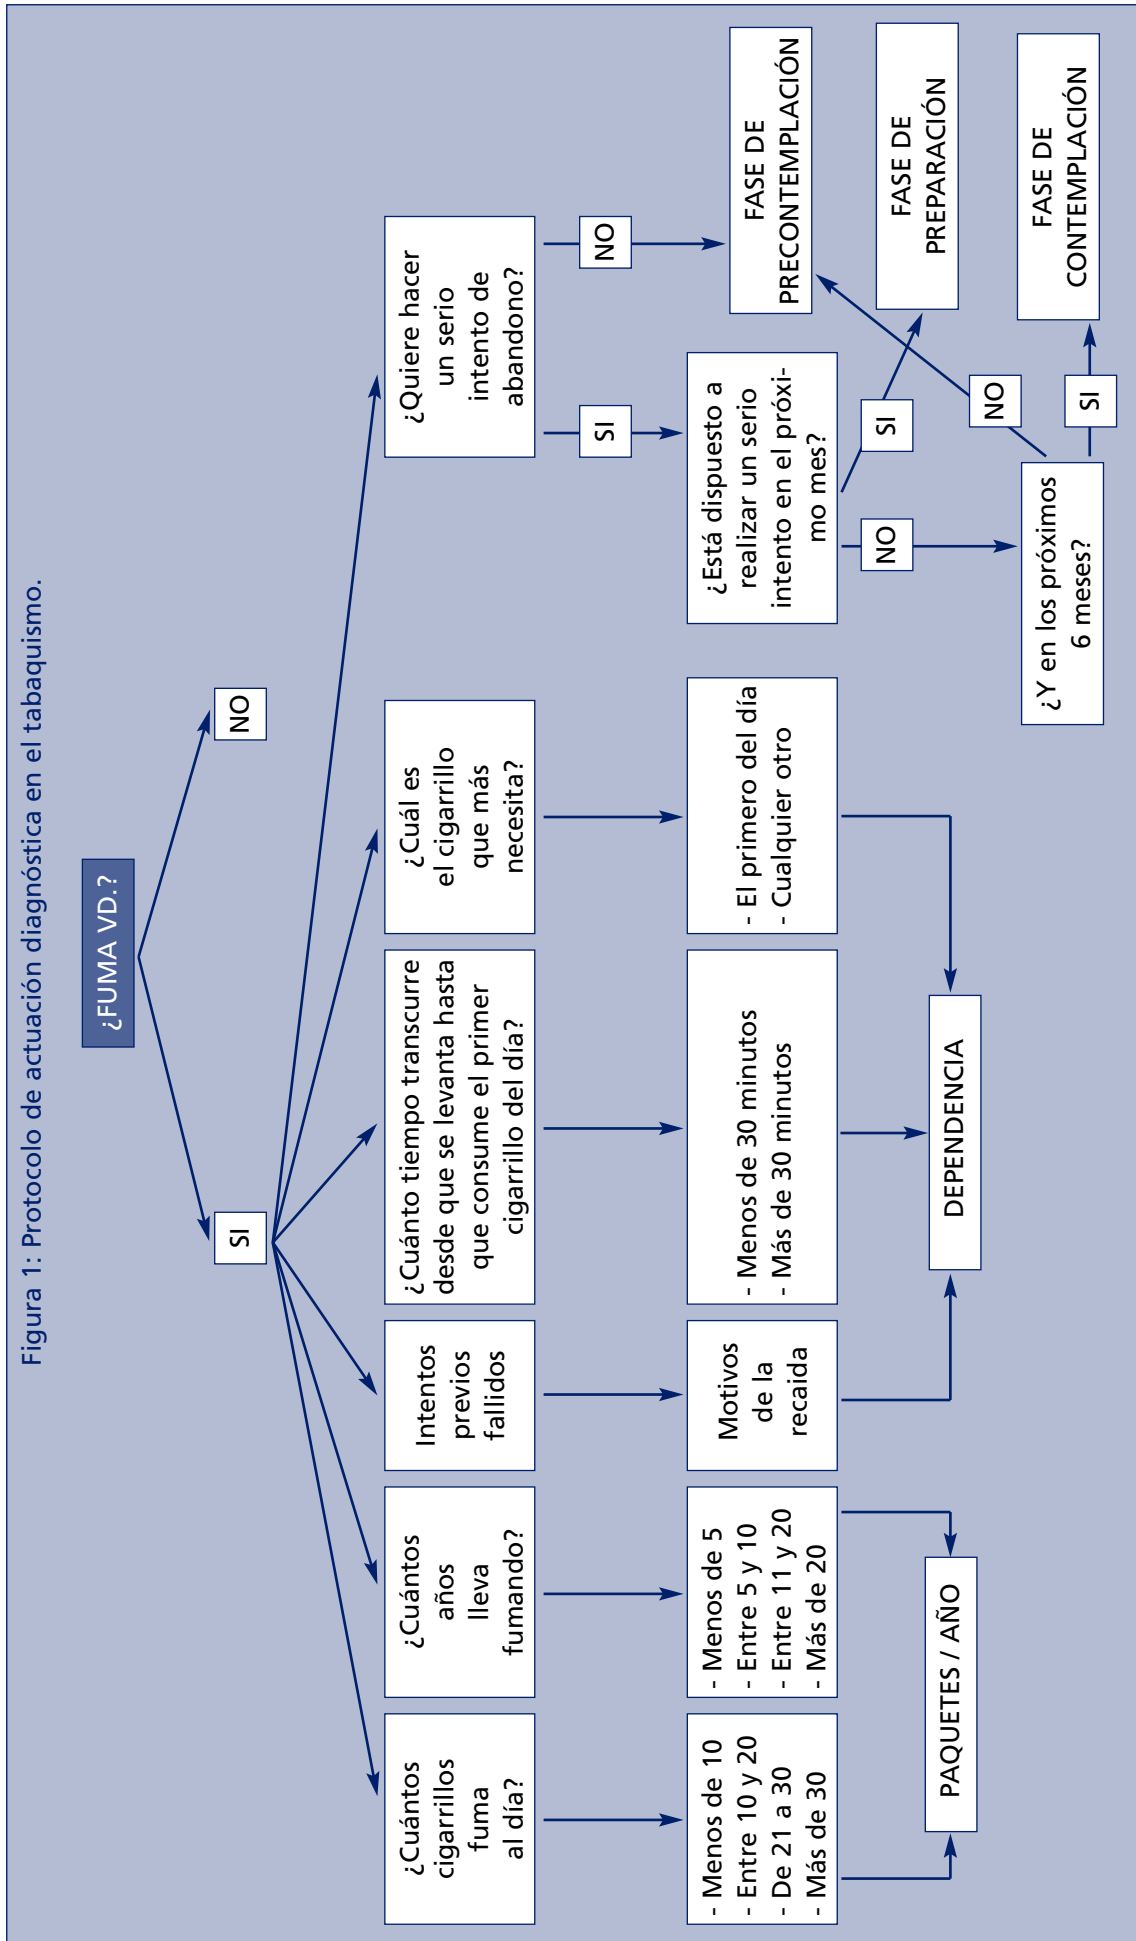 Figura 1: Protocolo de actuación diagnóstica en el tabaquismo.
¿FUMA VD.?
SI
NO
¿Cuántos
cigarrillos
fuma
al día?
¿Cuántos
años
lleva
fumando?
Intentos
previos
fallidos
¿Cuánto tiempo transcurre
desde que se levanta hasta
que consume el primer
cigarrillo del día?
¿Cuál es
el cigarrillo
que más
necesita?
¿Quiere hacer
un serio
intento de
abandono?
SI
NO
- Menos de 10
- Entre 10 y 20
- De 21 a 30
- Más de 30
- Menos de 5
- Entre 5 y 10
- Entre 11 y 20
- Más de 20
Motivos
de la
recaida
- Menos de 30 minutos
- Más de 30 minutos
- El primero del día
- Cualquier otro
¿Está dispuesto a
realizar un serio
intento en el próxi-
mo mes?
FASE DE
PRECONTEMPLACIÓN
NO
SI
FASE DE
PREPARACIÓN
PAQUETES / AÑO
DEPENDENCIA
¿Y en los próximos
6 meses?
SI
NO
FASE DE
CONTEMPLACIÓN